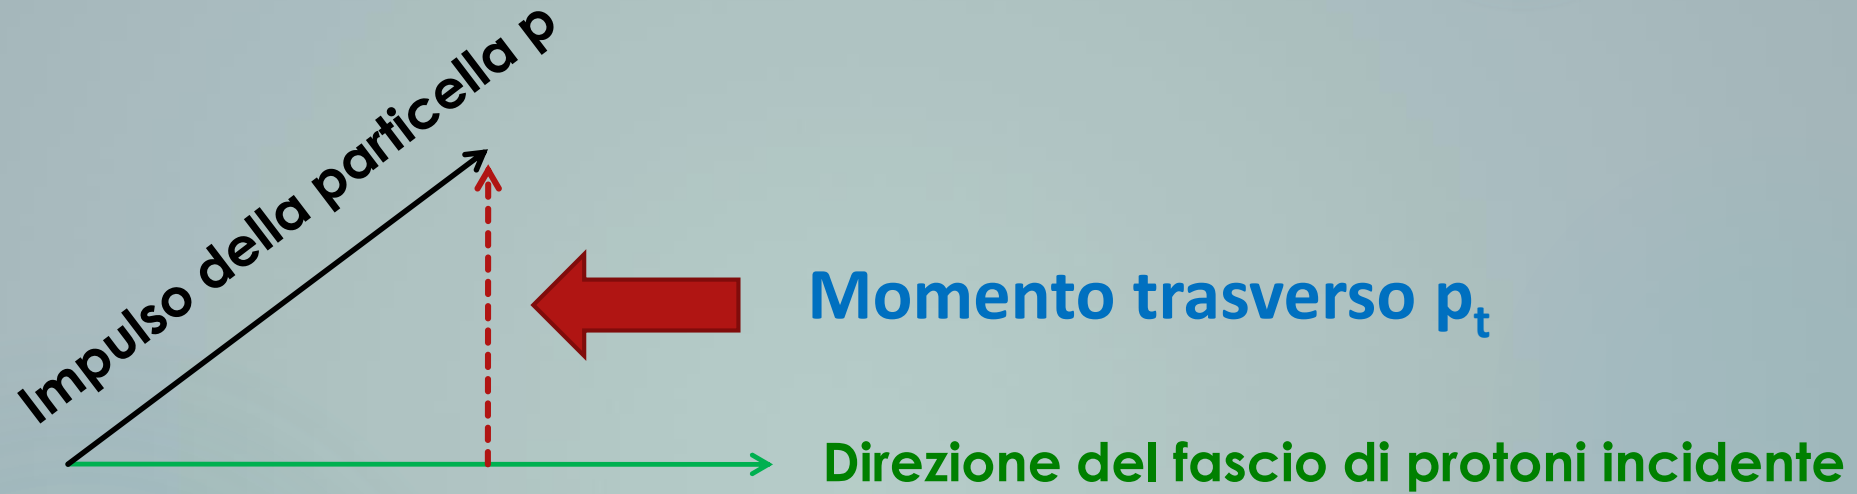 Impulso della particella p
Momento trasverso pt
Direzione del fascio di protoni incidente